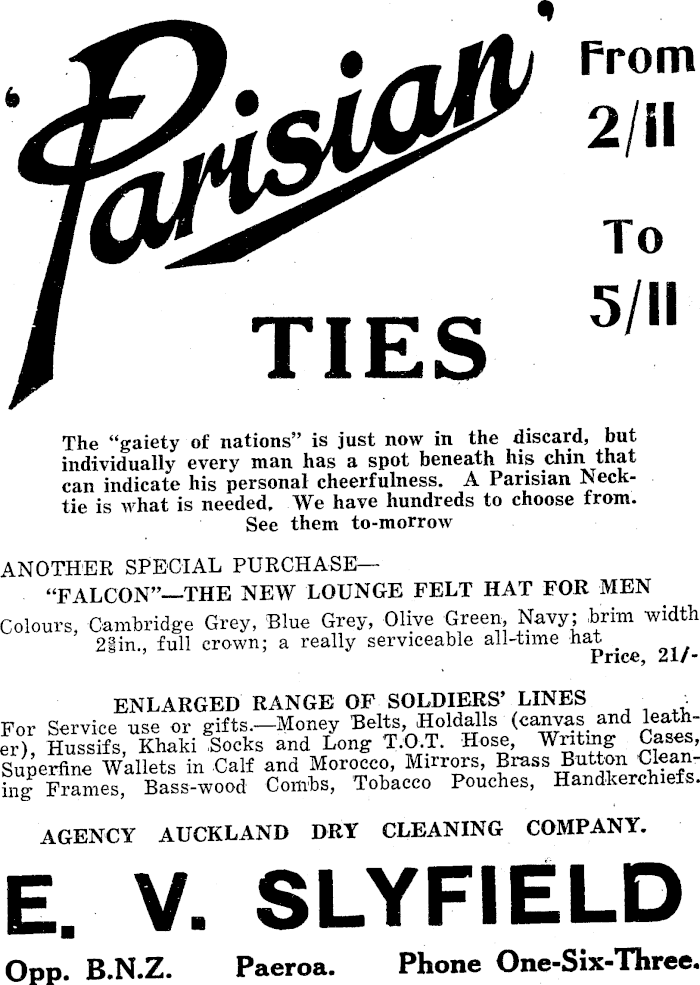 'Parisian'
From
2/11
To
5/11
TIES
The "gaiety of nations" is just now in the discard, but
individually every man has a spot beneath his chin that
can indicate his personal cheerfulness. A Parisian Neck-
tie is what is needed. We have hundreds to choose from.
See them to-morrow
ANOTHER SPECIAL PURCHASE—
"FALCON"—THE NEW LOUNGE FELT HAT FOR MEN
Colours, Cambridge Grey, Blue Grey, Olive Green, Navy; brim width
full crown; a really serviceable all-time hat
Price, 21/-
ENLARGED RANGE OF SOLDIERS' LINES
For Service use or gifts.—Money Belts, Holdalls (canvas and leath-
er), Hussifs, Khaki Socks and Long T.O.T. Hose, Writing Cases,
Superfine Wallets in Calf and Morocco, Mirrors, Brass Button Clean-
ing Frames, Bass-wood Combs, Tobacco Pouches, Handkerchiefs.
AGENCY AUCKLAND DRY CLEANING COMPANY.
E. V. SLYFIELD
Opp. B.N.Z. Paeroa. Phone One-Six-Three.